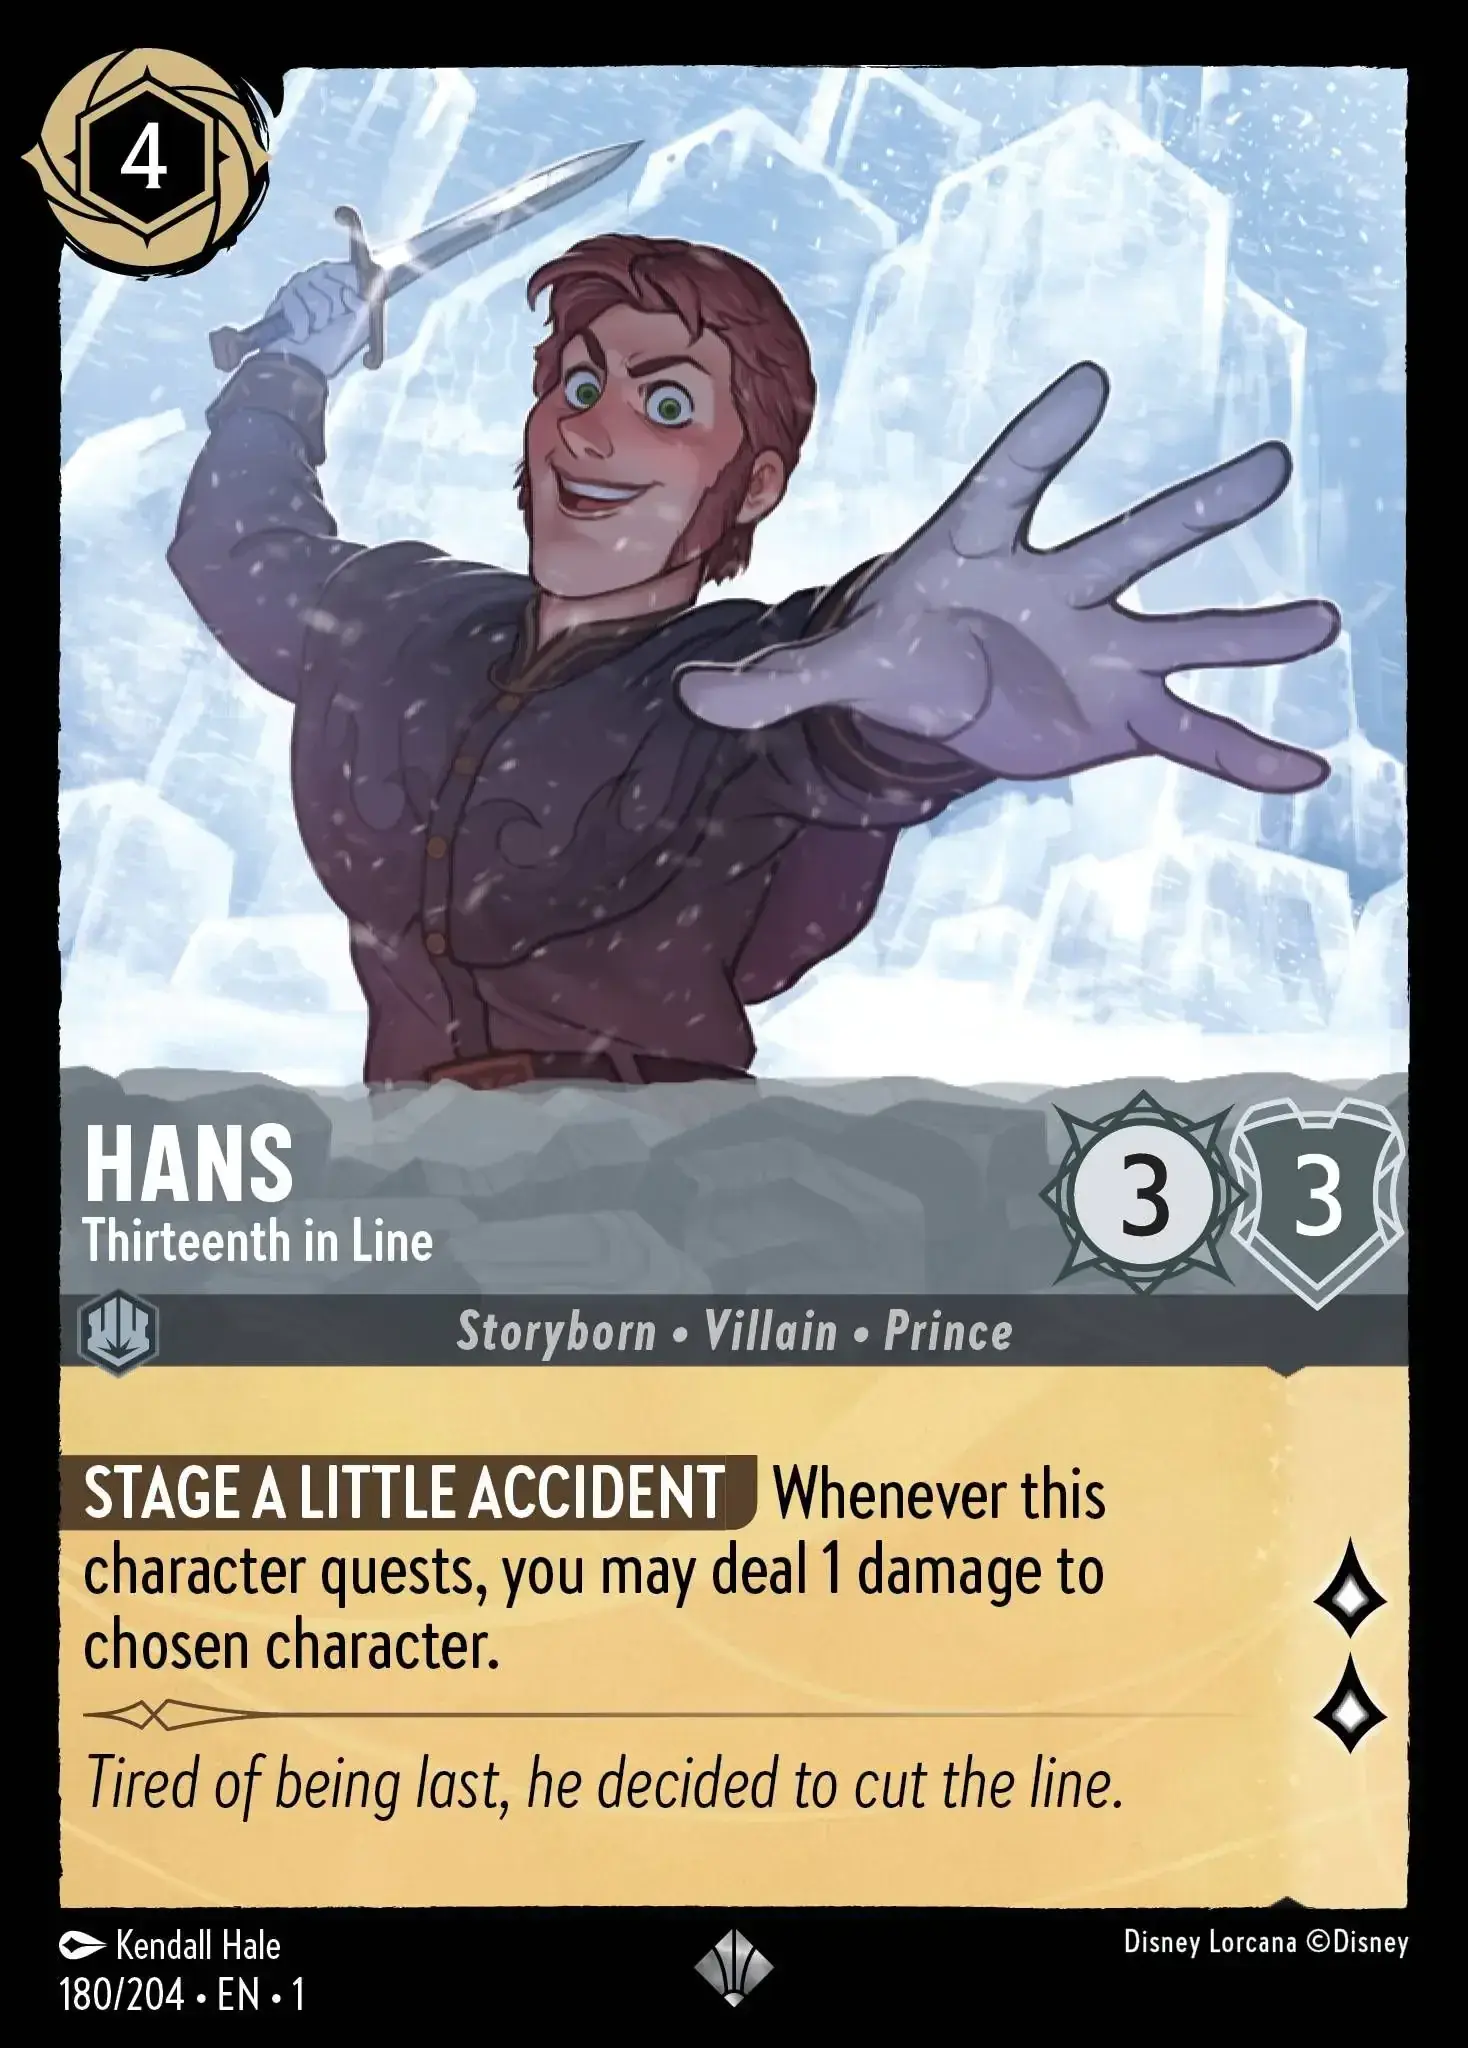 4
HANS
Thirteenth in Line
3
3
Storyborn • Villain • Prince
STAGE A LITTLE ACCIDENT Whenever this
character quests, you may deal 1 damage to
chosen character.
Tired of being last, he decided to cut the line.
Kendall Hale
Disney Lorcana ©Disney
180/204 • EN • 1